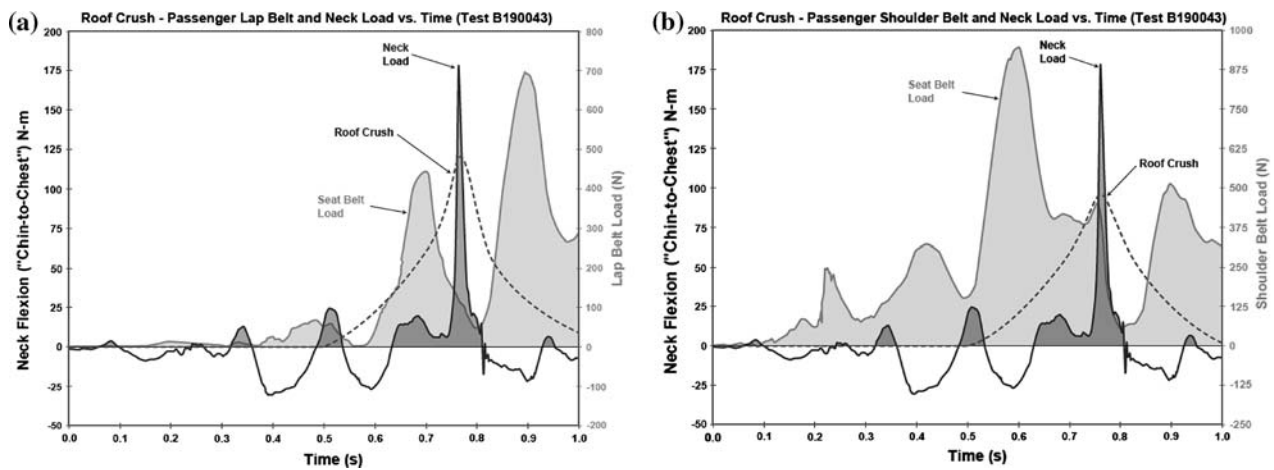 (a)
Roof Crush - Passenger Lap Belt and Neck Load vs. Time (Test B190043)
Neck Flexion ("Chin-to-Chest") N-m
200
175
150
125
100
75
50
25
0
-25
-50
Neck
Load
Roof Crush
Seat Belt
Load
800
700
600
500
400
300
200
100
0
-100
-200
Lap Belt Load (N)
0.0 0.1 0.2 0.3 0.4 0.5 0.6 0.7 0.8 0.9 1.0
Time (s)
(b)
Roof Crush - Passenger Shoulder Belt and Neck Load vs. Time (Test B190043)
Neck Flexion ("Chin-to-Chest") N-m
200
175
150
125
100
75
50
25
0
-25
-50
Neck
Load
Seat Belt
Load
Roof Crush
1000
875
750
625
500
375
250
125
0
-125
-250
Shoulder Belt Load (N)
0.0 0.1 0.2 0.3 0.4 0.5 0.6 0.7 0.8 0.9 1.0
Time (s)